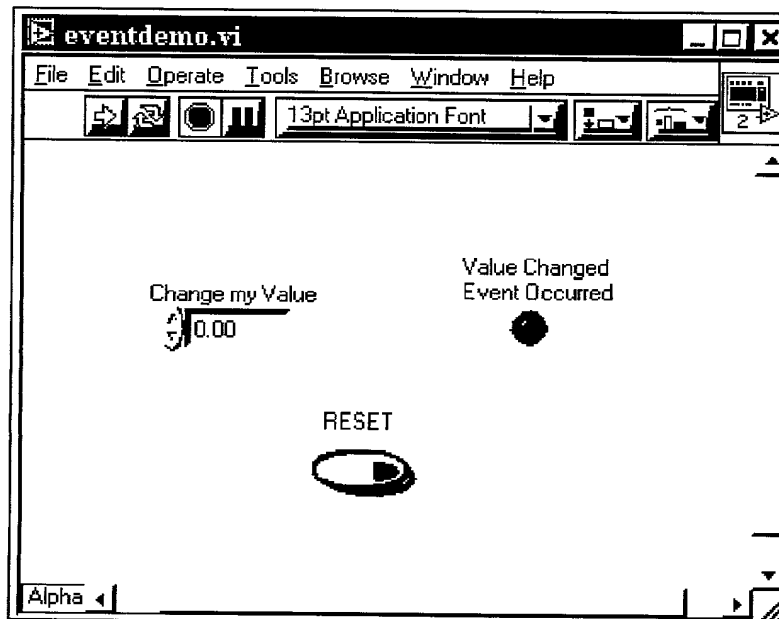 eventdemo.vi
File Edit Operate Tools Browse Window Help
13pt Application Font
2
Value Changed
Event Occurred
Change my Value
0.00
RESET
Alpha